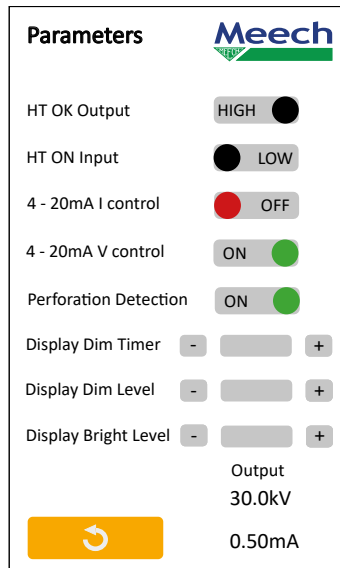 Parameters Meech
HT OK Output HIGH
HT ON Input LOW
4 - 20mA I control OFF
4 - 20mA V control ON
Perforation Detection ON
Display Dim Timer - +
Display Dim Level - +
Display Bright Level - +
Output
30.0kV
0.50mA